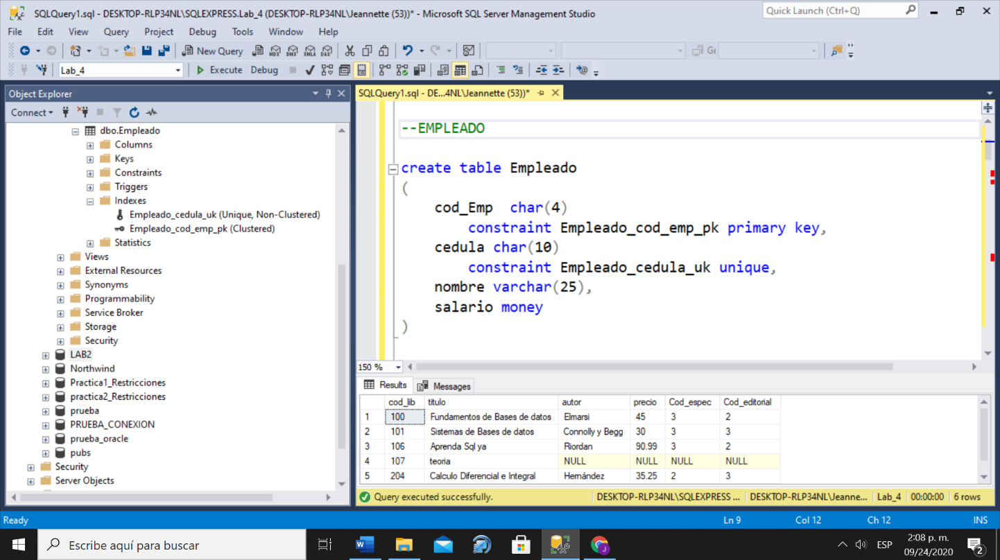 SQLQuery1.sql - DESKTOP-RLP34NL\SQLEXPRESS.Lab_4 (DESKTOP-RLP34NL\Jeannette (53))* - Microsoft SQL Server Management Studio
Quick Launch (Ctrl+Q)
File Edit View Query Project Debug Tools Window Help
New Query MDX DMX XMLA DAX
Lab_4 Execute Debug
Object Explorer
Connect
dbo.Empleado
Columns
Keys
Constraints
Triggers
Indexes
Empleado_cedula_uk (Unique, Non-Clustered)
Empleado_cod_emp_pk (Clustered)
Statistics
Views
External Resources
Synonyms
Programmability
Service Broker
Storage
Security
LAB2
Northwind
Practica1_Restricciones
practica2_Restricciones
prueba
PRUEBA_CONEXION
prueba_oracle
pubs
Security
Server Objects
SQLQuery1.sql - DE...4NL\Jeannette (53))*
--EMPLEADO
create table Empleado
(
cod_Emp char(4)
constraint Empleado_cod_emp_pk primary key,
cedula char(10)
constraint Empleado_cedula_uk unique,
nombre varchar(25),
salario money
)
150 %
Results Messages
cod_lib titulo autor precio Cod_espec Cod_editorial
1 100 Fundamentos de Bases de datos Elmarsi 45 3 2
2 101 Sistemas de Bases de datos Connolly y Begg 30 3 3
3 106 Aprenda Sql ya Riordan 90.99 3 2
4 107 teoria NULL NULL NULL NULL
5 204 Calculo Diferencial e Integral Hernández 35.25 2 3
Query executed successfully. DESKTOP-RLP34NL\SQLEXPRESS ... DESKTOP-RLP34NL\Jeanne... Lab_4 00:00:00 6 rows
Ready Ln 9 Col 12 Ch 12 INS
Escribe aquí para buscar
ESP
2:08 p. m.
09/24/2020
2